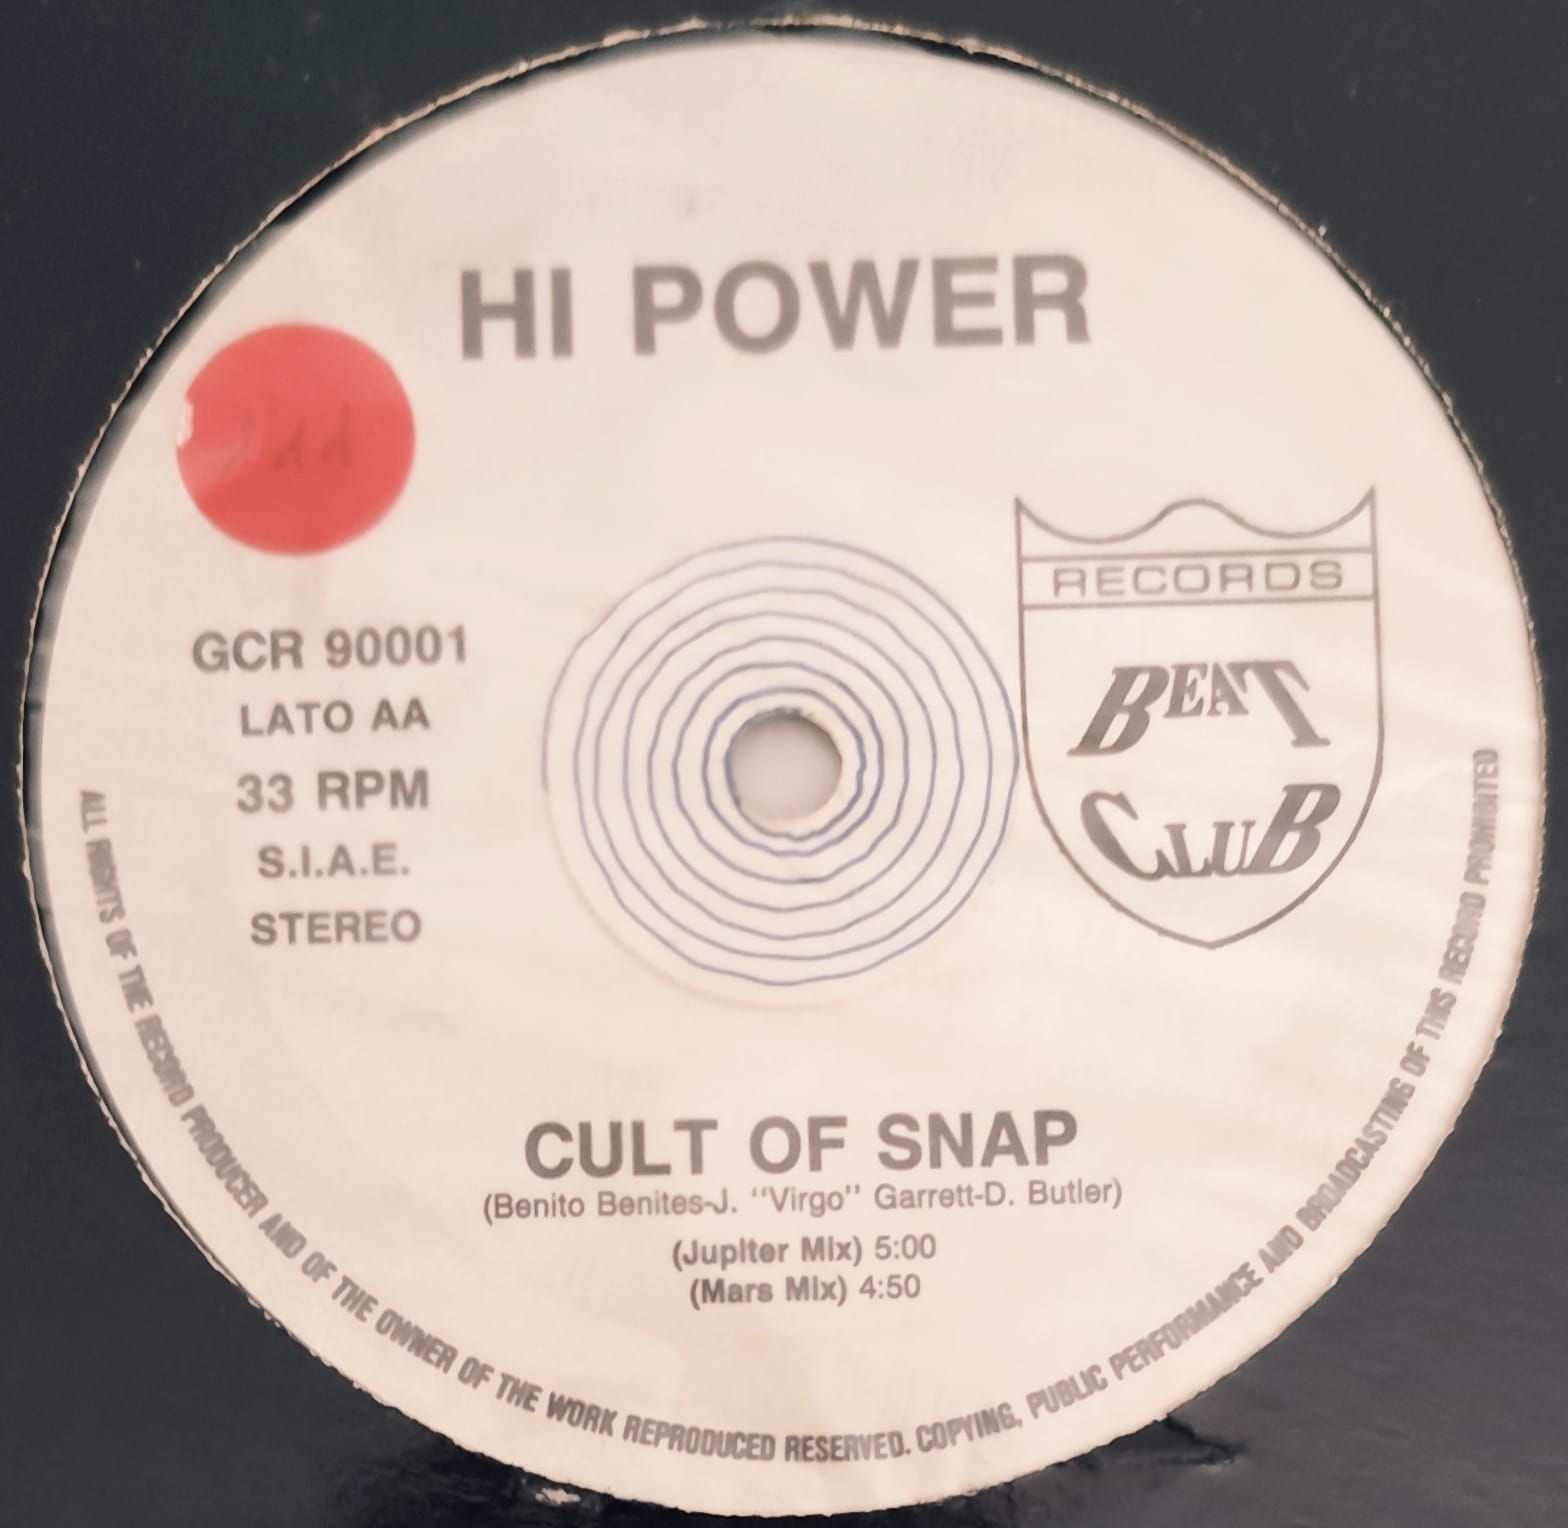 HI POWER
GCR 90001
LATO AA
33 RPM
S.I.A.E.
STEREO
RECORDS
BEAT
CLUB
CULT OF SNAP
(Benito Benites-J. "Virgo" Garrett-D. Butler)
(Jupiter Mix) 5:00
(Mars Mix) 4:50
ALL RIGHTS OF THE RECORD PRODUCER AND OF THE OWNER OF THE WORK REPRODUCED RESERVED. COPYING, PUBLIC PERFORMANCE AND BROADCASTING OF THIS RECORD PROHIBITED